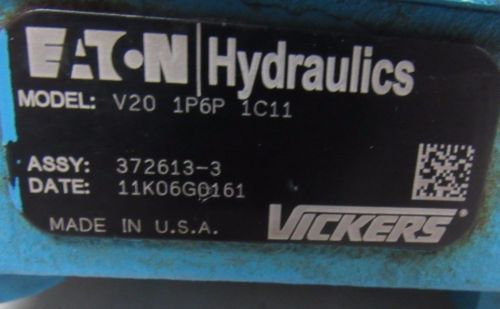 EATON | Hydraulics
MODEL: V20 1P6P 1C11
ASSY: 372613-3
DATE: 11K06G0161
MADE IN U.S.A. VICKERS®